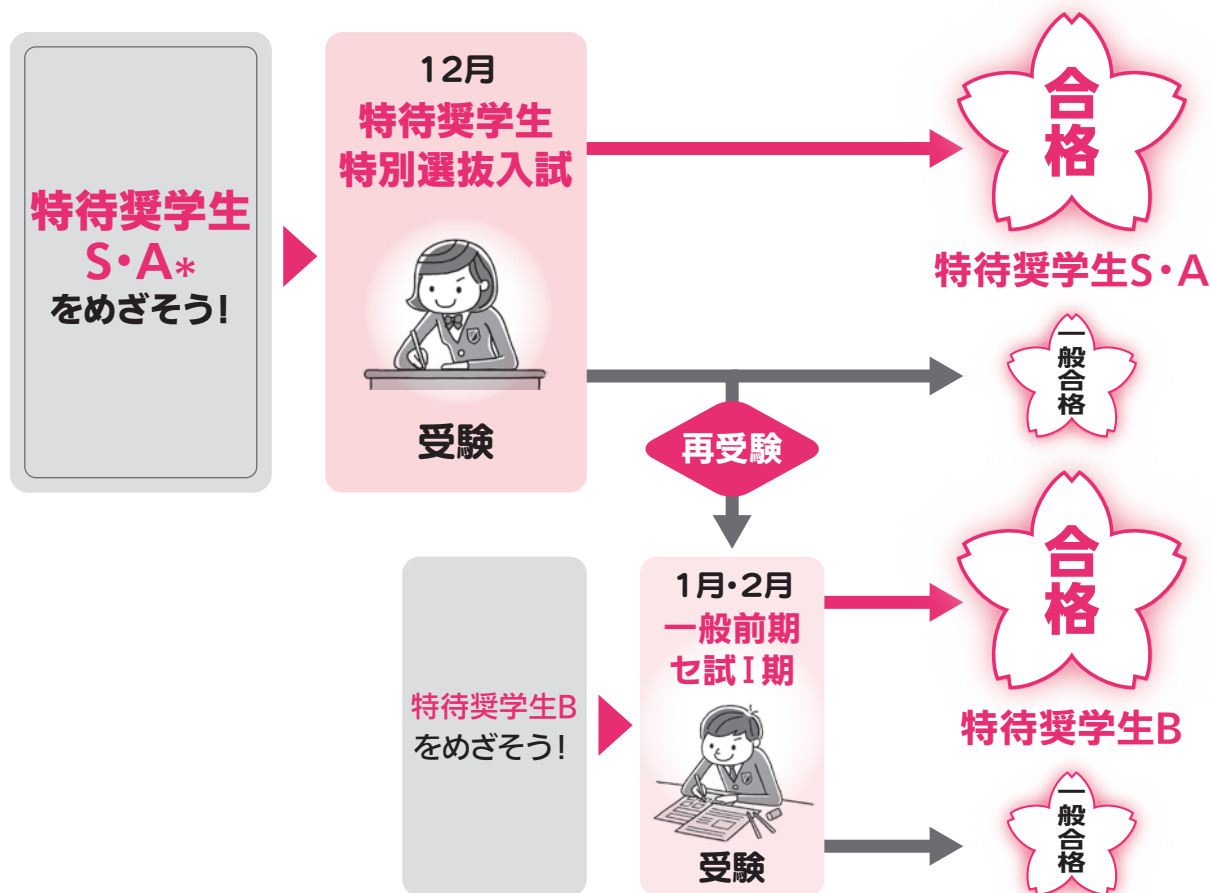 特待奨学生
S・A*
をめざそう!
12月
特待奨学生
特別選抜入試
受験
合格
特待奨学生S・A
一般合格
再受験
特待奨学生B
をめざそう!
1月・2月
一般前期
セ試Ⅰ期
受験
合格
特待奨学生B
一般合格